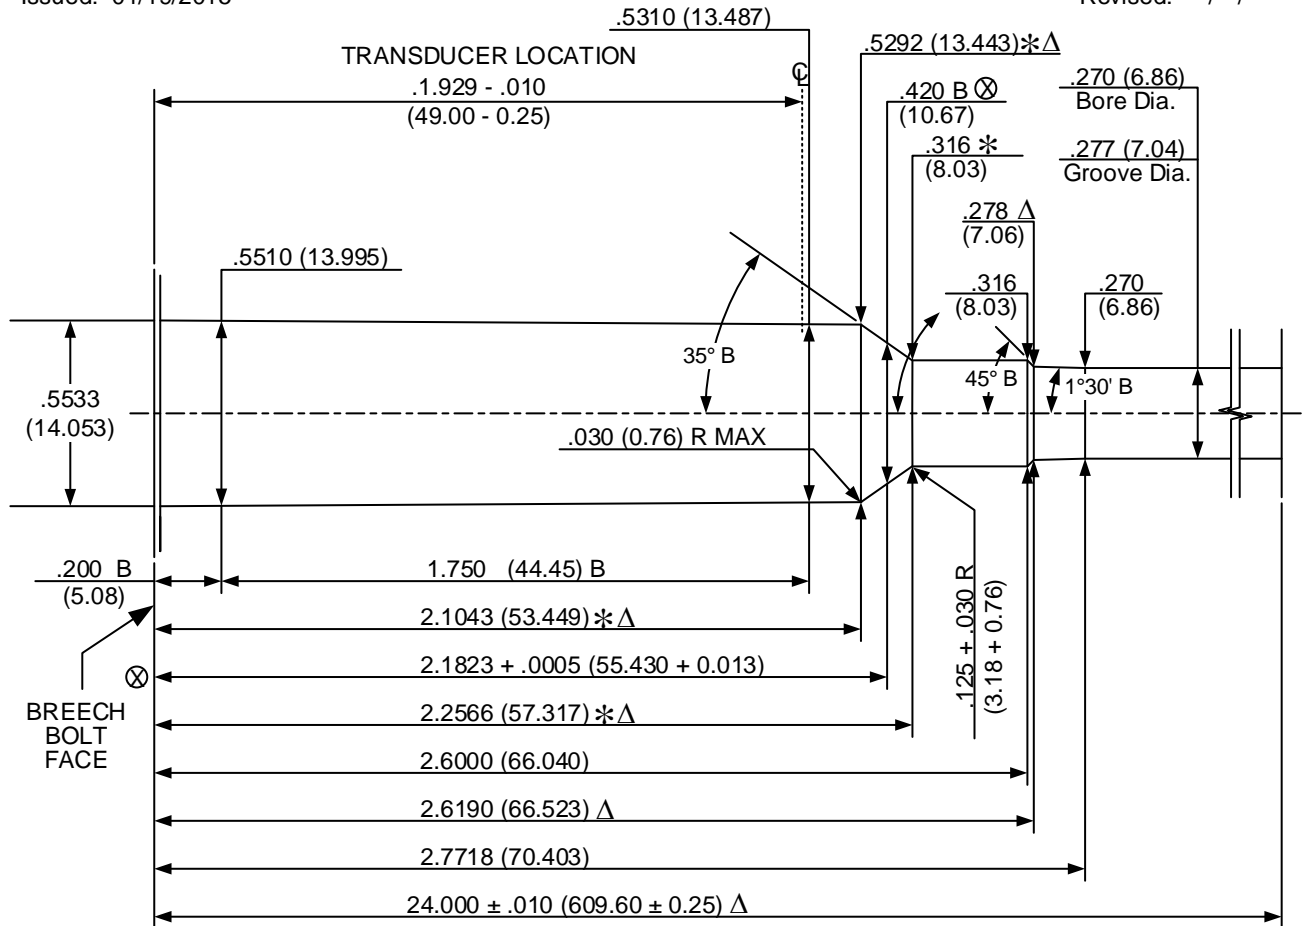 .5310 (13.487)
.5292 (13.443)✻Δ
TRANSDUCER LOCATION
.1.929 - .010
(49.00 - 0.25)
℄
.420 B ⊗
(10.67)
.270 (6.86)
Bore Dia.
.316 ✻
(8.03)
.277 (7.04)
Groove Dia.
.278 Δ
(7.06)
.5510 (13.995)
.316
(8.03)
.270
(6.86)
35° B
45° B
1°30' B
.5533
(14.053)
.030 (0.76) R MAX
.200 B
(5.08)
1.750 (44.45) B
2.1043 (53.449)✻Δ
⊗
2.1823 + .0005 (55.430 + 0.013)
.125 + .030 R
(3.18 + 0.76)
BREECH
BOLT
FACE
2.2566 (57.317)✻Δ
2.6000 (66.040)
2.6190 (66.523) Δ
2.7718 (70.403)
24.000 ± .010 (609.60 ± 0.25) Δ